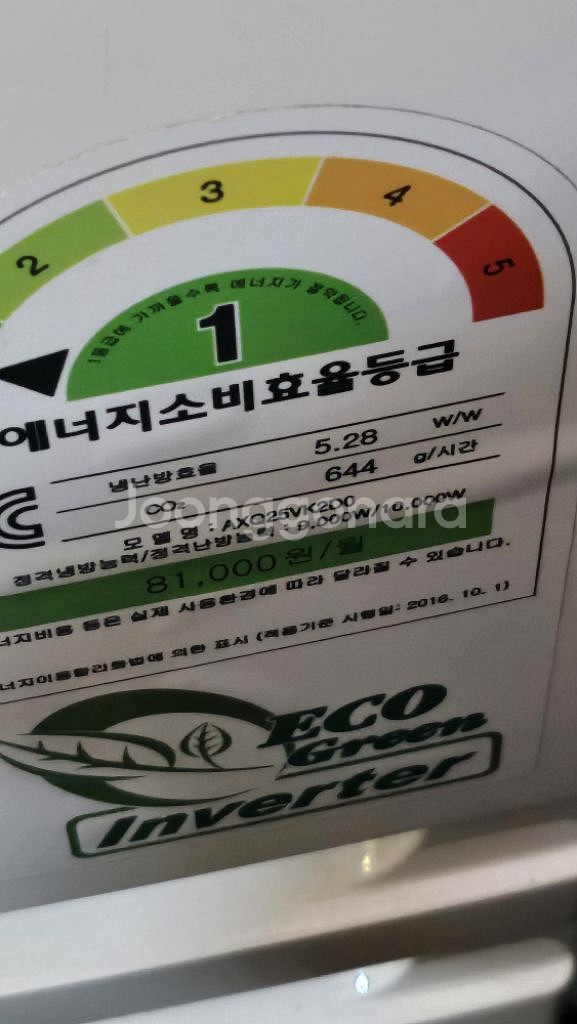 2
3
4
5
1등급에 가까울수록 에너지가 절약됩니다.
1
에너지소비효율등급
냉난방효율 5.28 w/w
CO₂ 644 g/시간
모델명 : AXQ25VK2D0
정격냉방능력/정격난방능력 : 9.000W/16.000W
81.000원/월
너지비용 등은 실제 사용환경에 따라 달라질 수 있습니다.
너지이용합리화법에 의한 표시 (적용기준 시행일: 2016. 10. 1)
ECO
Green
Inverter
Joonggonara